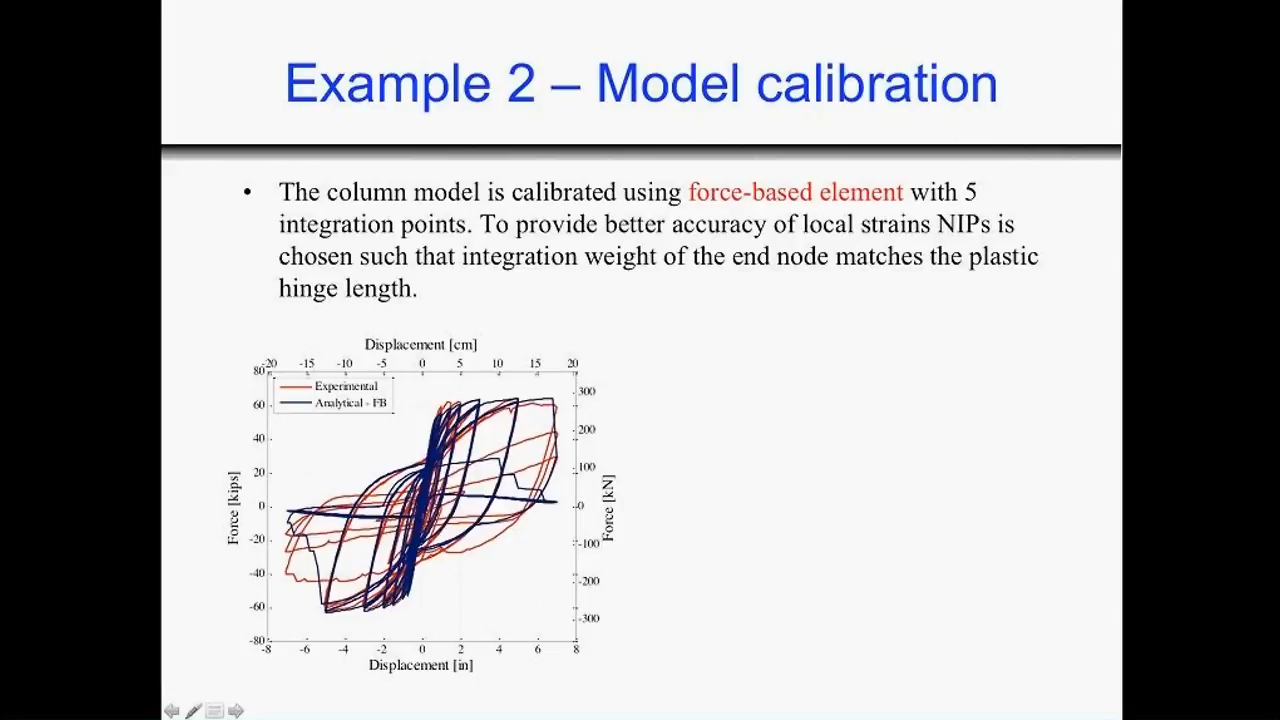 Example 2 – Model calibration
• The column model is calibrated using force-based element with 5
integration points. To provide better accuracy of local strains NIPs is
chosen such that integration weight of the end node matches the plastic
hinge length.
Displacement [cm]
-20 -15 -10 -5 0 5 10 15 20
Experimental
Analytical - FB
Force [kips]
80
60
40
20
0
-20
-40
-60
-80
300
200
100
0
-100
-200
-300
Force [kN]
-8 -6 -4 -2 0 2 4 6 8
Displacement [in]